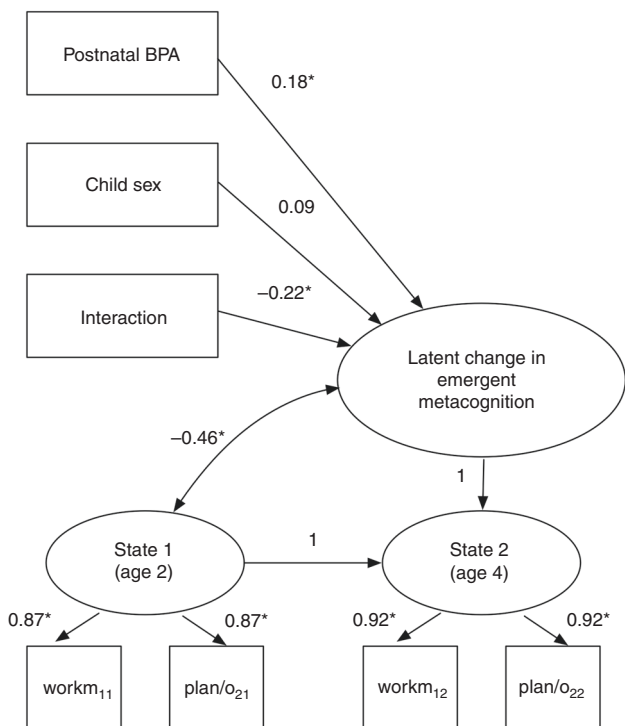 Postnatal BPA
0.18*
Child sex
0.09
Interaction
–0.22*
Latent change in
emergent
metacognition
–0.46*
1
State 1
(age 2)
1
State 2
(age 4)
0.87*
0.87*
0.92*
0.92*
workm₁₁
plan/o₂₁
workm₁₂
plan/o₂₂